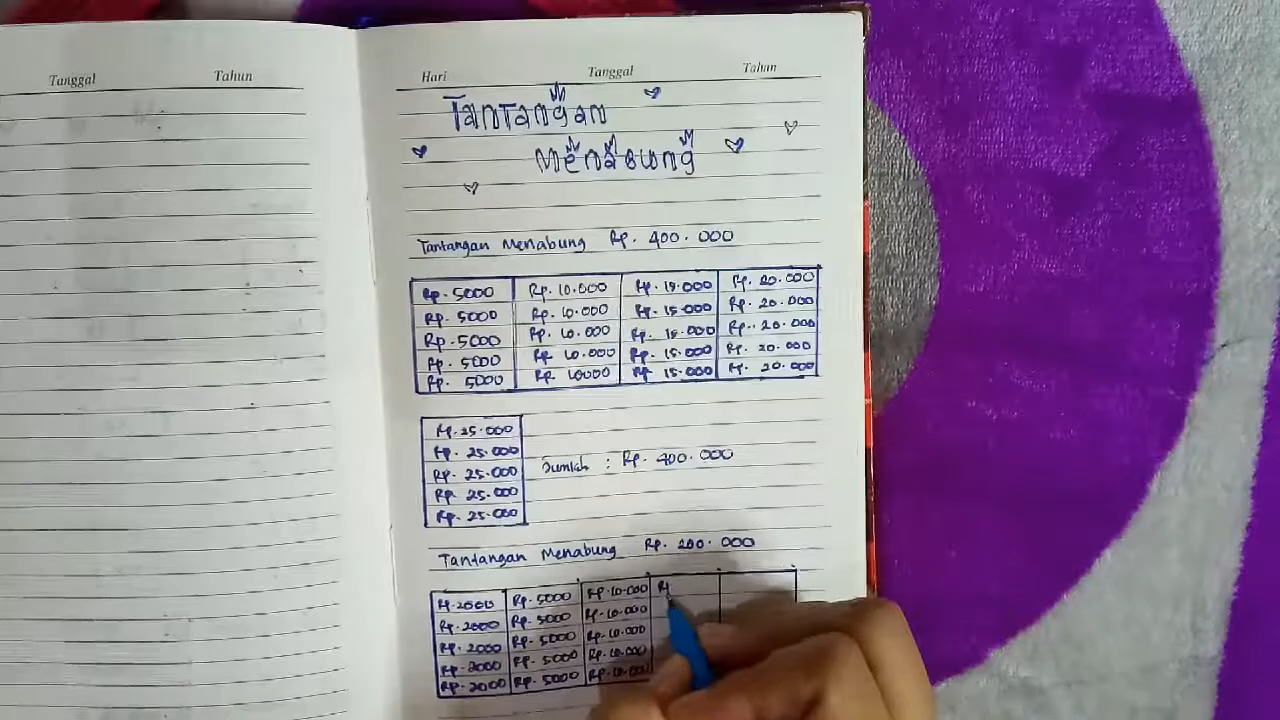 Tanggal Tahun
Hari Tanggal Tahun
Tantangan
Menabung
Tantangan Menabung Rp. 400.000
Rp. 5000 Rp. 10.000 Rp. 15.000 Rp. 20.000
Rp. 5000 Rp. 10.000 Rp. 15.000 Rp. 20.000
Rp. 5000 Rp. 10.000 Rp. 15.000 Rp. 20.000
Rp. 5000 Rp. 10.000 Rp. 15.000 Rp. 20.000
Rp. 5000 Rp 10000 Rp 15.000 Rp. 20.000
Rp. 25.000
Rp. 25.000
Rp. 25.000
Rp. 25.000
Rp. 25.000
Jumlah : Rp. 400.000
Tantangan Menabung Rp. 200.000
Rp. 2000 Rp. 5000 Rp. 10.000 Rp
Rp. 2000 Rp. 5000 Rp. 10.000
Rp. 2000 Rp. 5000 Rp. 10.000
Rp. 2000 Rp. 5000 Rp. 10.000
Rp. 2000 Rp. 5000 Rp. 10.000